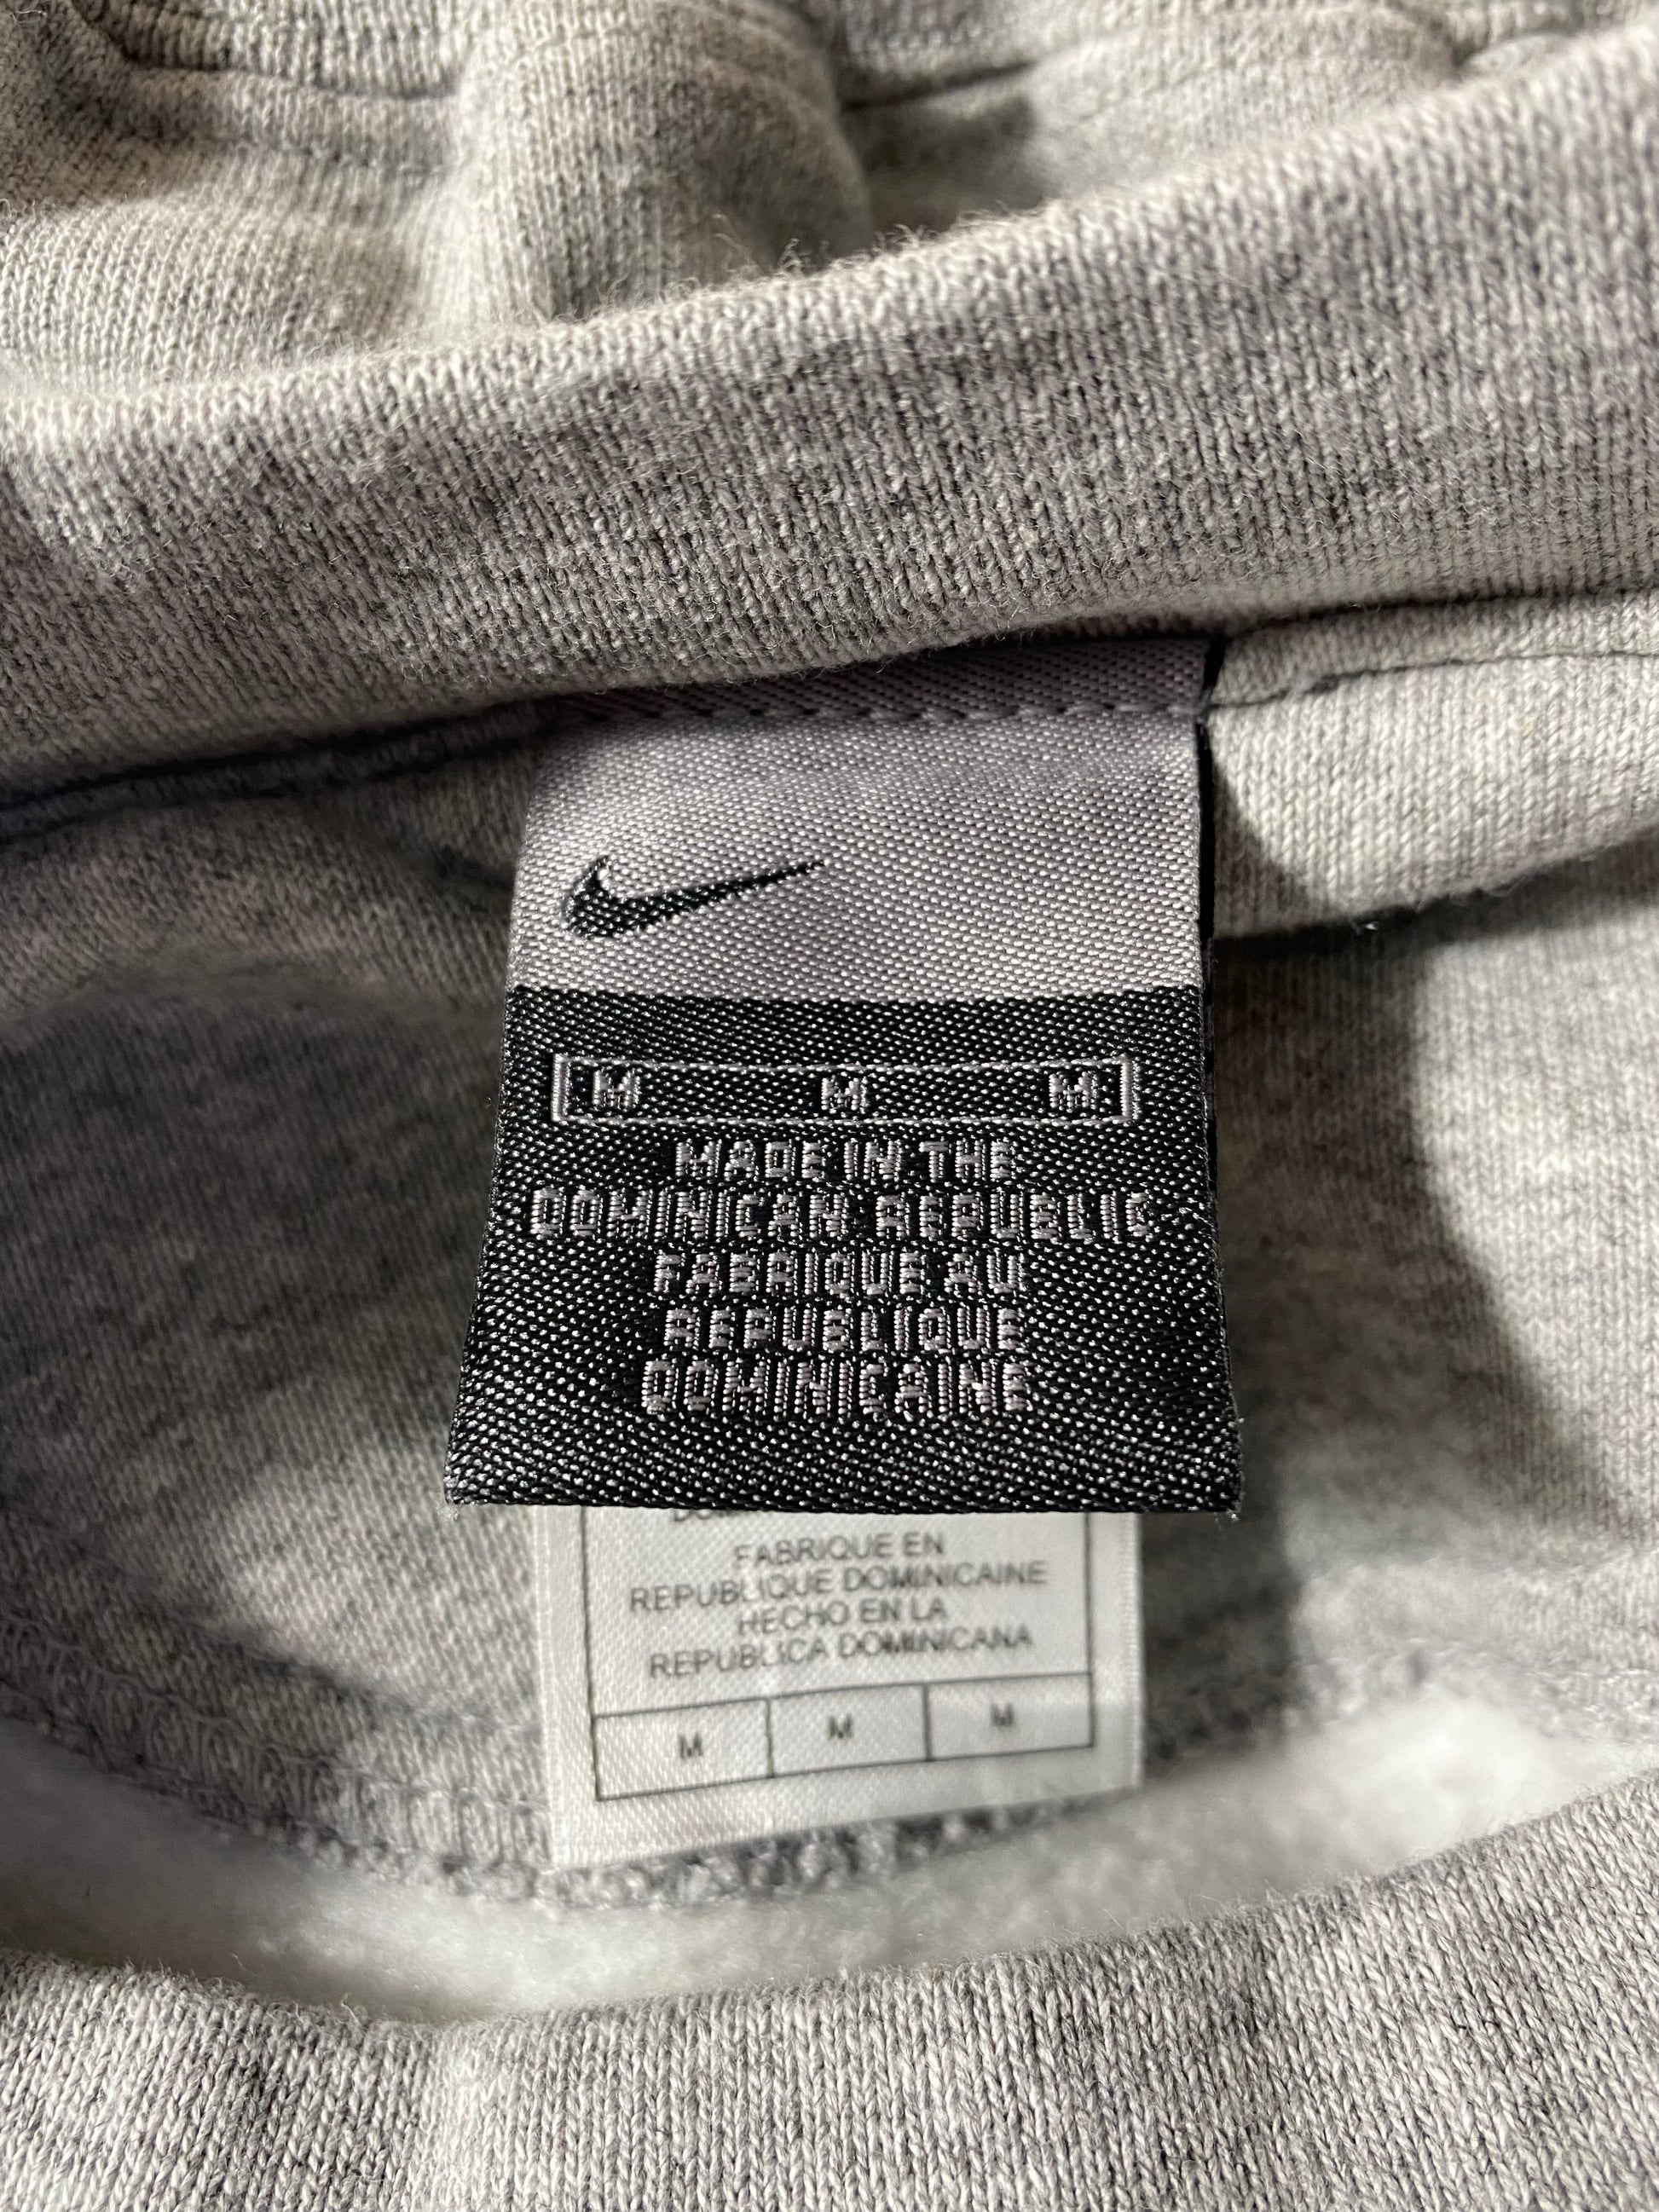 M M M
MADE IN THE
DOMINICAN REPUBLIC
FABRIQUE AU
REPUBLIQUE
DOMINICAINE
FABRIQUE EN
REPUBLIQUE DOMINICAINE
HECHO EN LA
REPUBLICA DOMINICANA
M M M